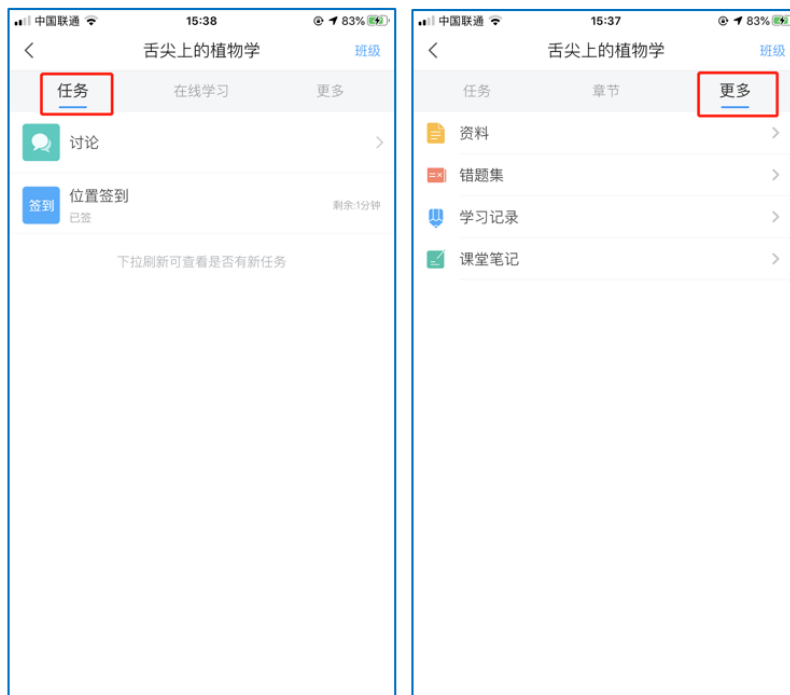 中国联通
15:38
83%
舌尖上的植物学
班级
任务
在线学习
更多
讨论
签到
位置签到
已签
剩余:1分钟
下拉刷新可查看是否有新任务
中国联通
15:37
83%
舌尖上的植物学
班级
任务
章节
更多
资料
错题集
学习记录
课堂笔记